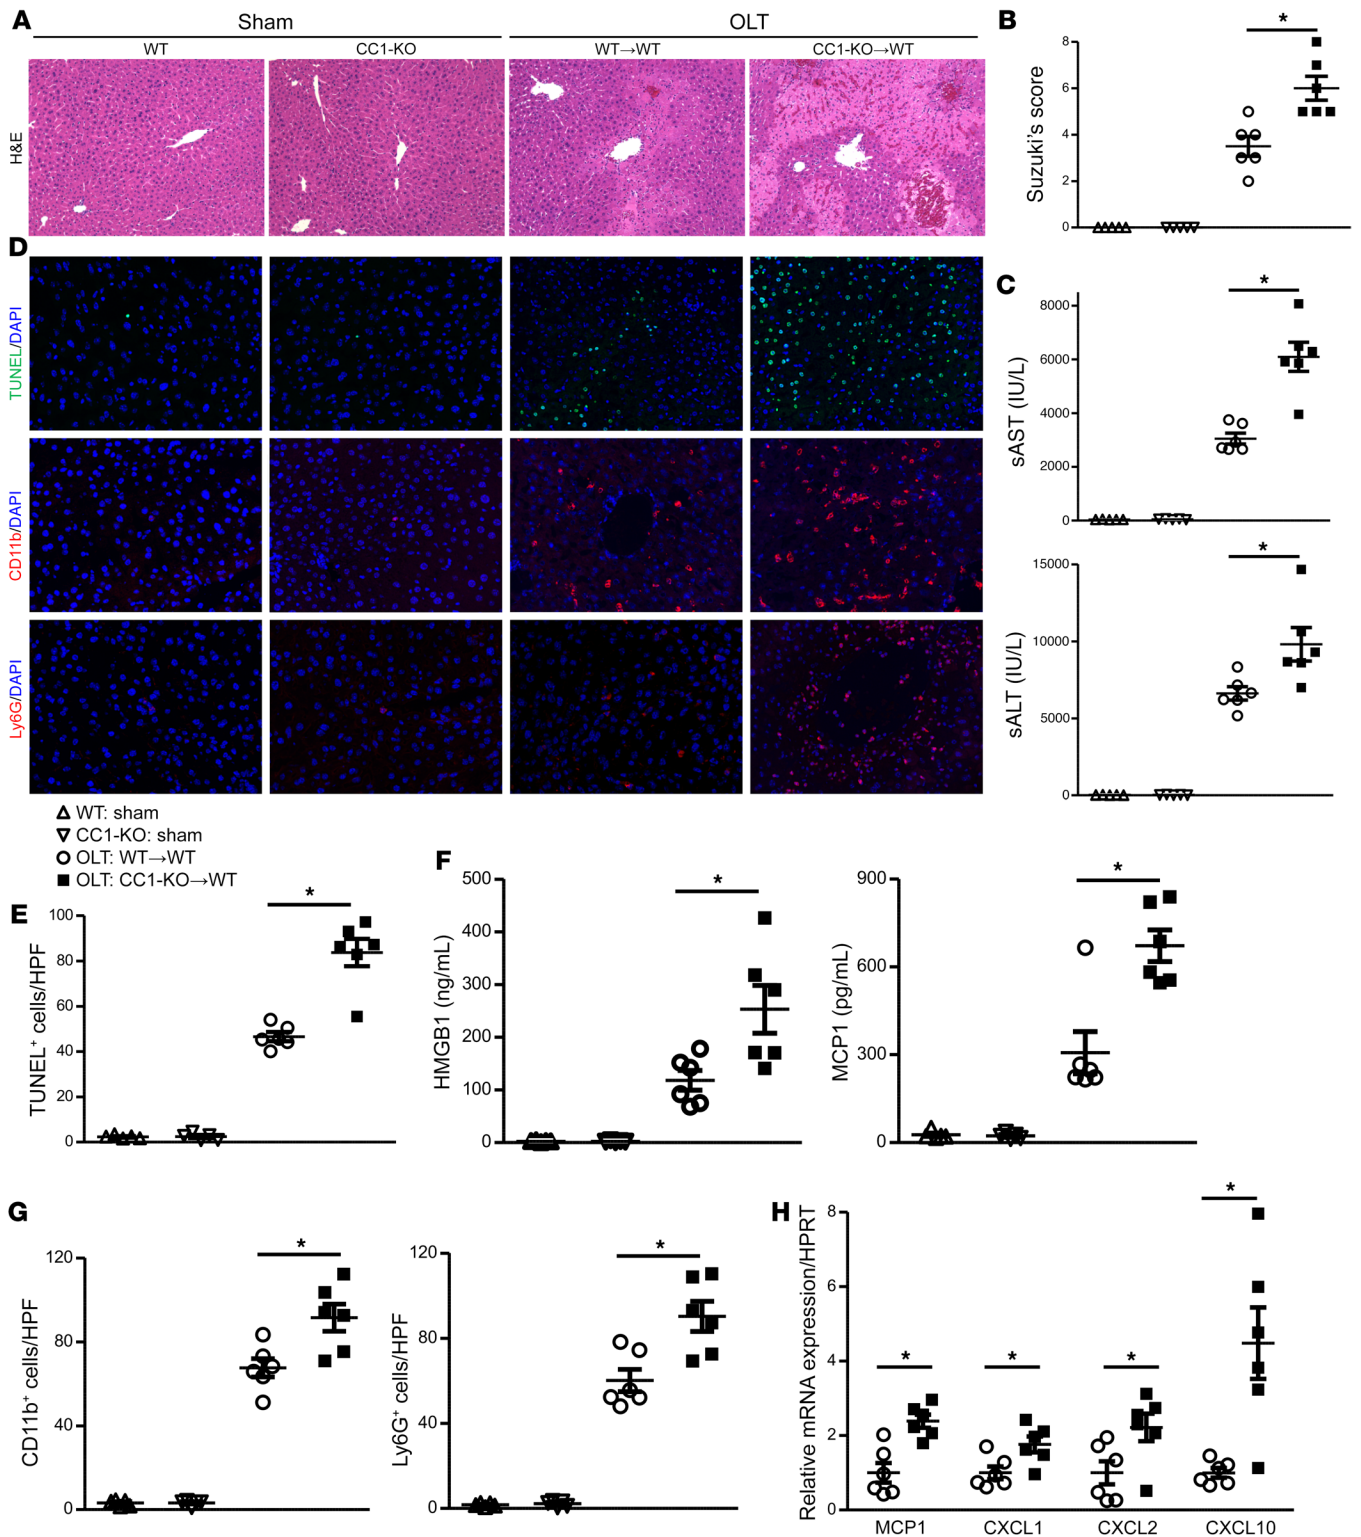 A
Sham
OLT
WT
CC1-KO
WT→WT
CC1-KO→WT
H&E
B
*
Suzuki's score
8
6
4
2
0
C
*
sAST (IU/L)
8000
6000
4000
2000
0
*
sALT (IU/L)
15000
10000
5000
0
D
TUNEL/DAPI
CD11b/DAPI
Ly6G/DAPI
WT: sham
CC1-KO: sham
OLT: WT→WT
OLT: CC1-KO→WT
E
*
TUNEL⁺ cells/HPF
100
80
60
40
20
0
F
*
HMGB1 (ng/mL)
500
400
300
200
100
0
*
MCP1 (pg/mL)
900
600
300
0
G
*
CD11b⁺ cells/HPF
120
80
40
0
*
Ly6G⁺ cells/HPF
120
80
40
0
H
Relative mRNA expression/HPRT
8
6
4
2
0
* * * *
MCP1 CXCL1 CXCL2 CXCL10